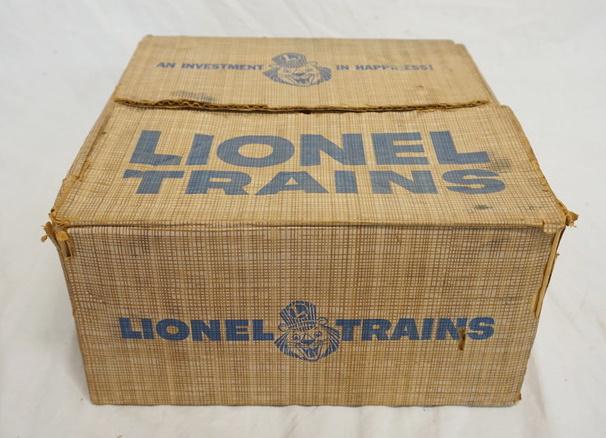 AN INVESTMENT IN HAPPINESS!
LIONEL
TRAINS
LIONEL TRAINS